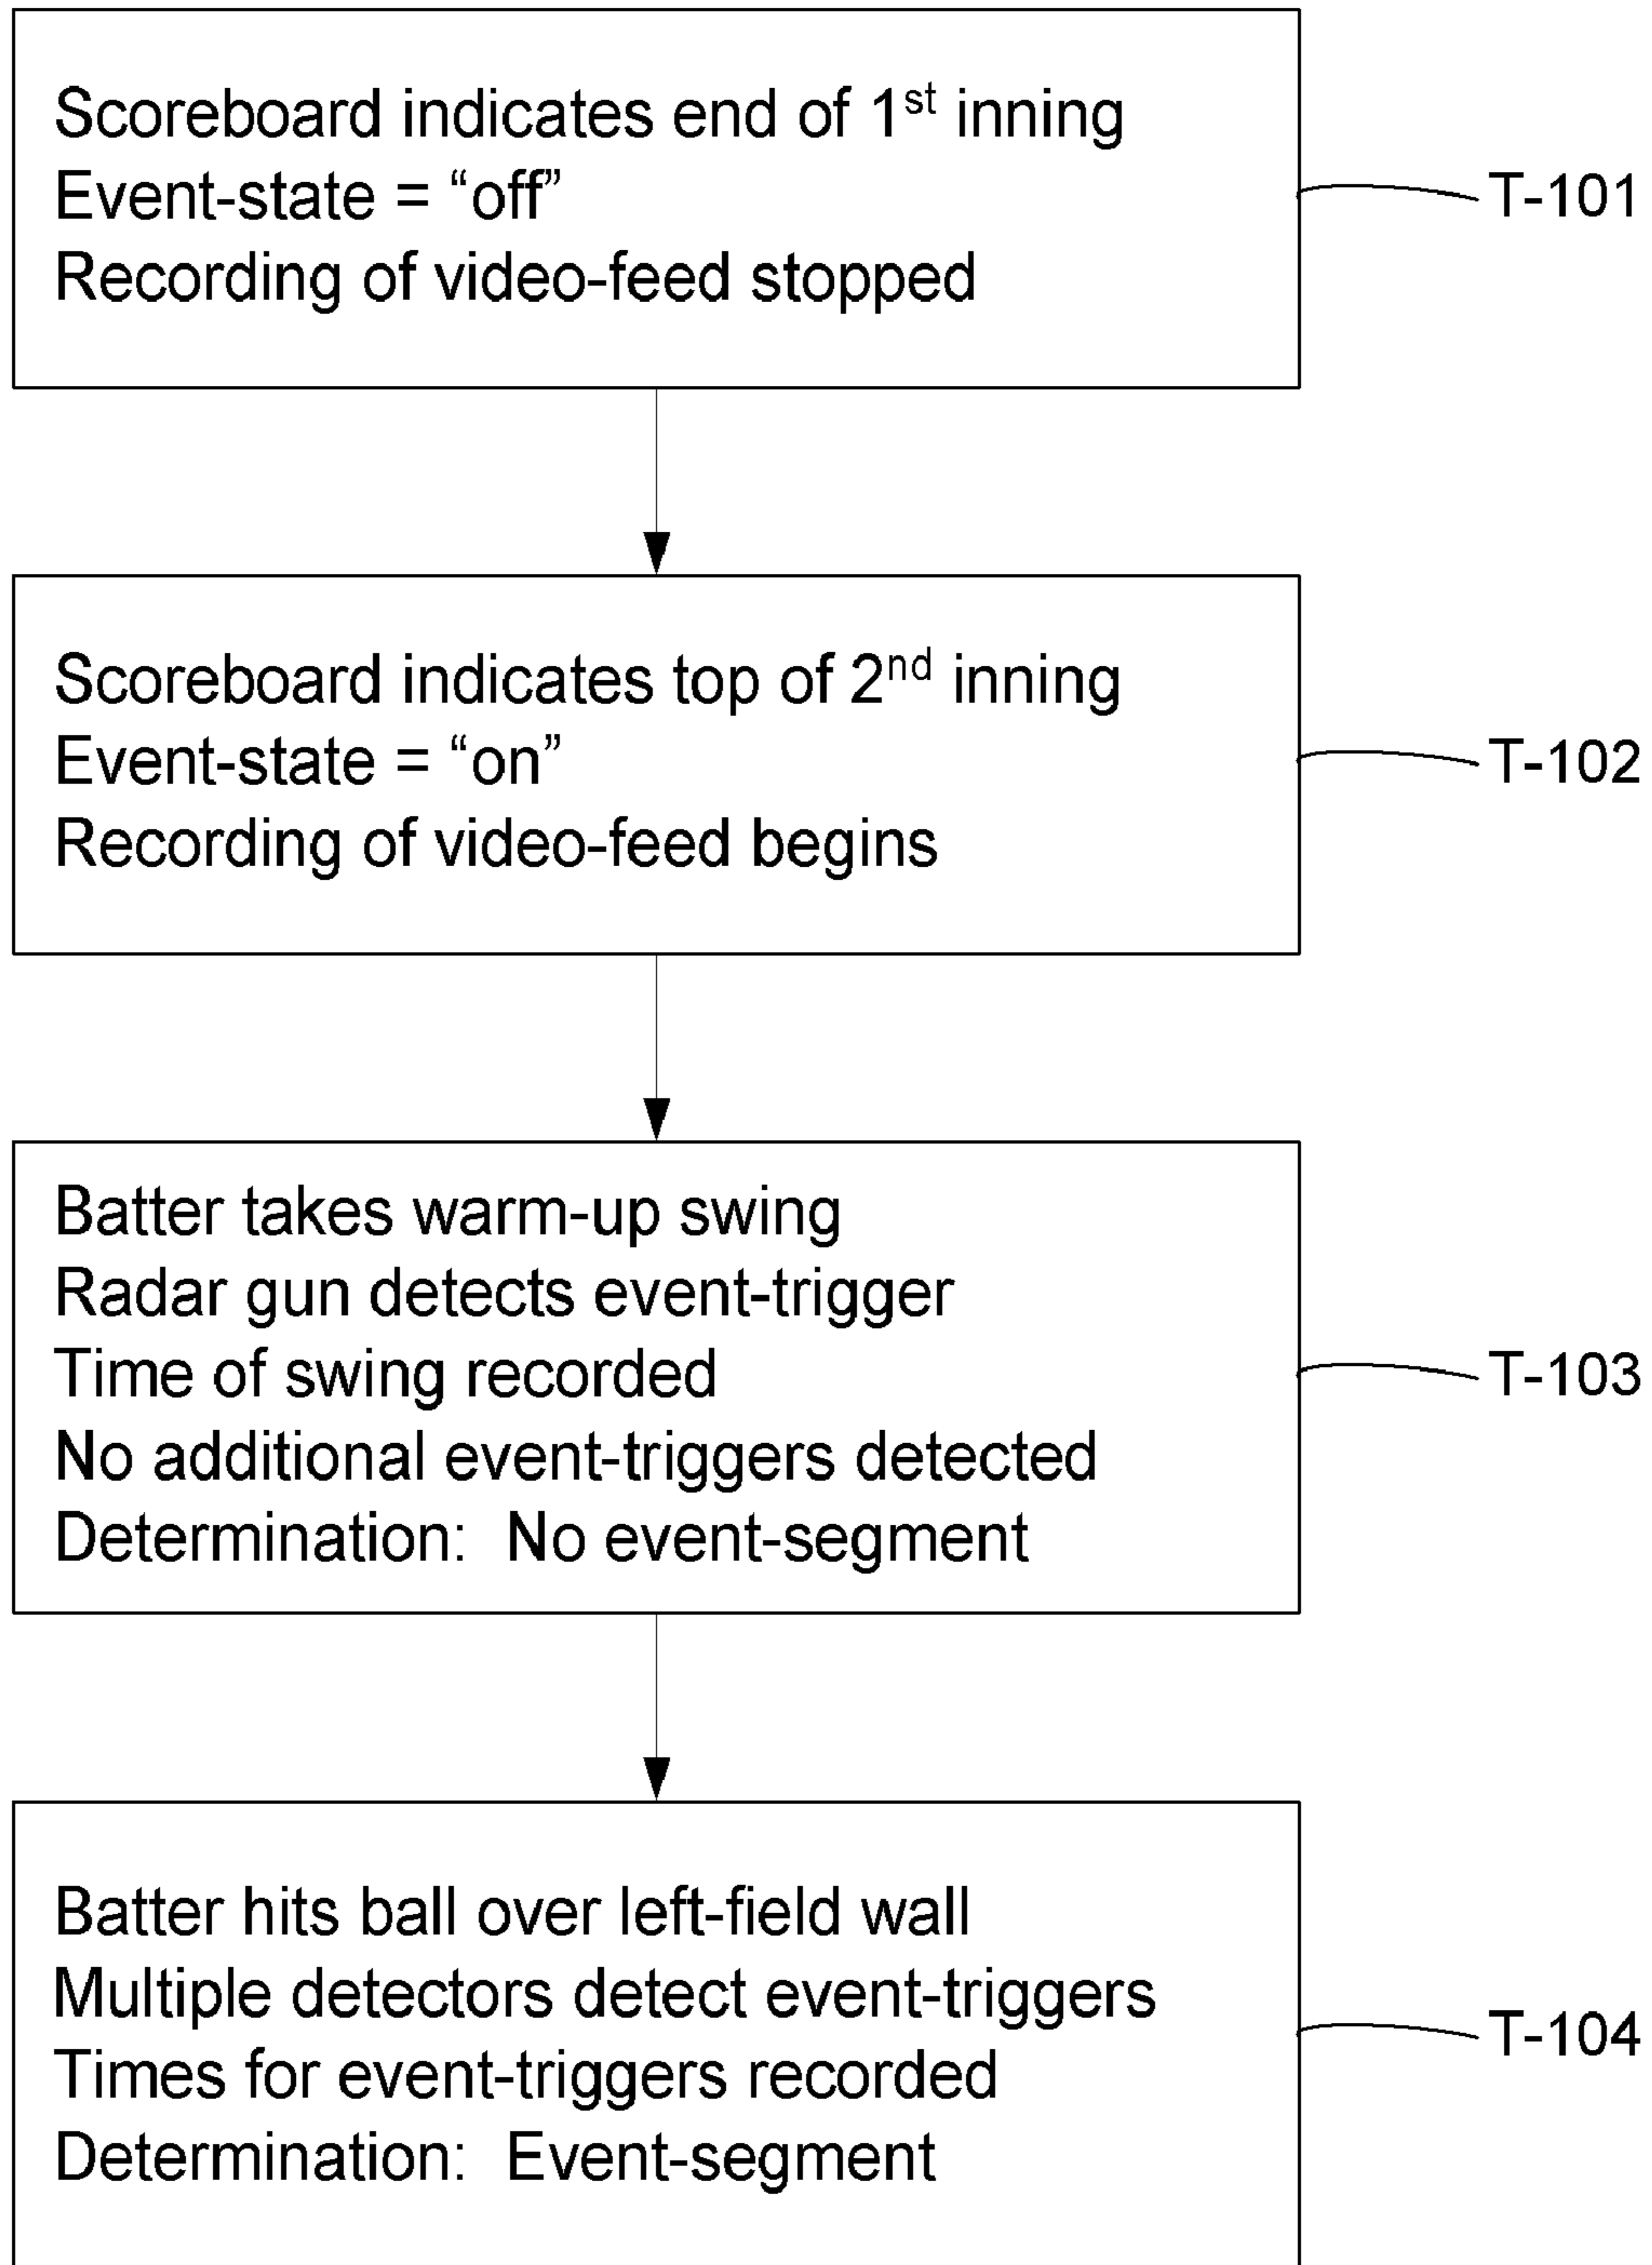 Scoreboard indicates end of 1st inning
Event-state = “off”
Recording of video-feed stopped
T-101
Scoreboard indicates top of 2nd inning
Event-state = “on”
Recording of video-feed begins
T-102
Batter takes warm-up swing
Radar gun detects event-trigger
Time of swing recorded
No additional event-triggers detected
Determination:  No event-segment
T-103
Batter hits ball over left-field wall
Multiple detectors detect event-triggers
Times for event-triggers recorded
Determination:  Event-segment
T-104